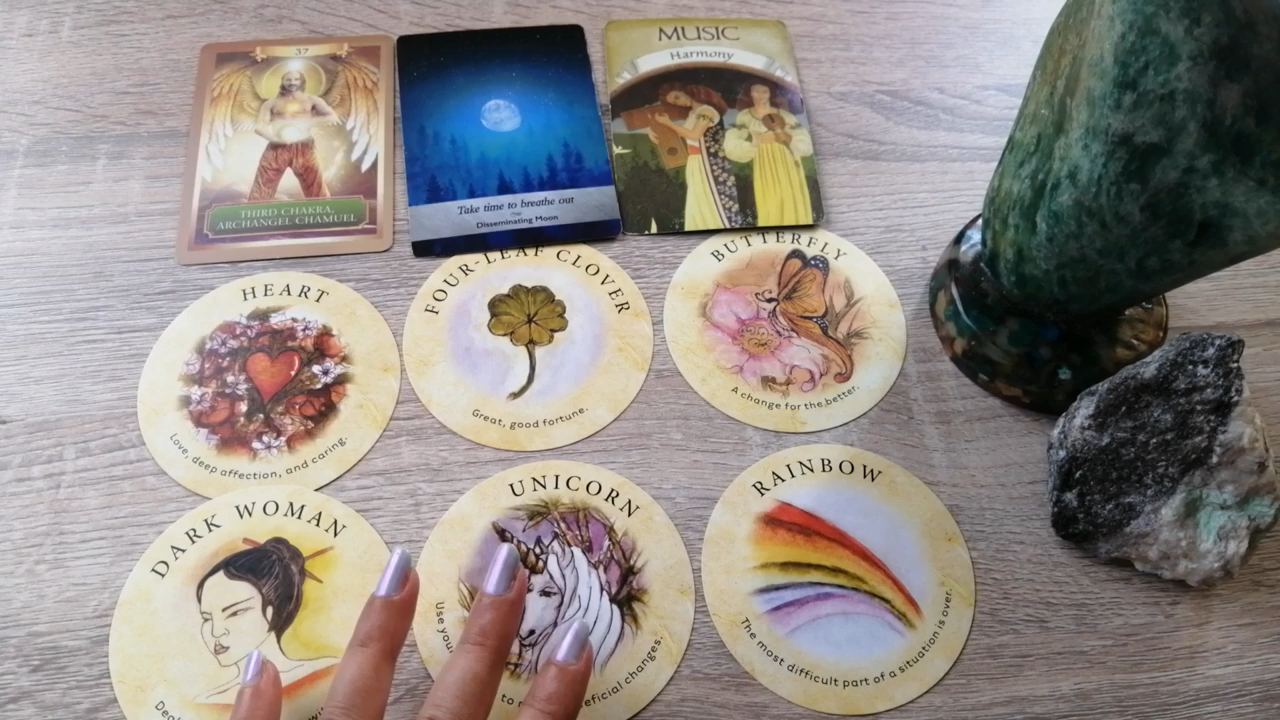 37
THIRD CHAKRA,
ARCHANGEL CHAMUEL
Take time to breathe out
Disseminating Moon
MUSIC
Harmony
HEART
Love, deep affection, and caring.
FOUR-LEAF CLOVER
Great, good fortune.
BUTTERFLY
A change for the better.
DARK WOMAN
UNICORN
Use your
to
eficial changes.
RAINBOW
The most difficult part of a situation is over.